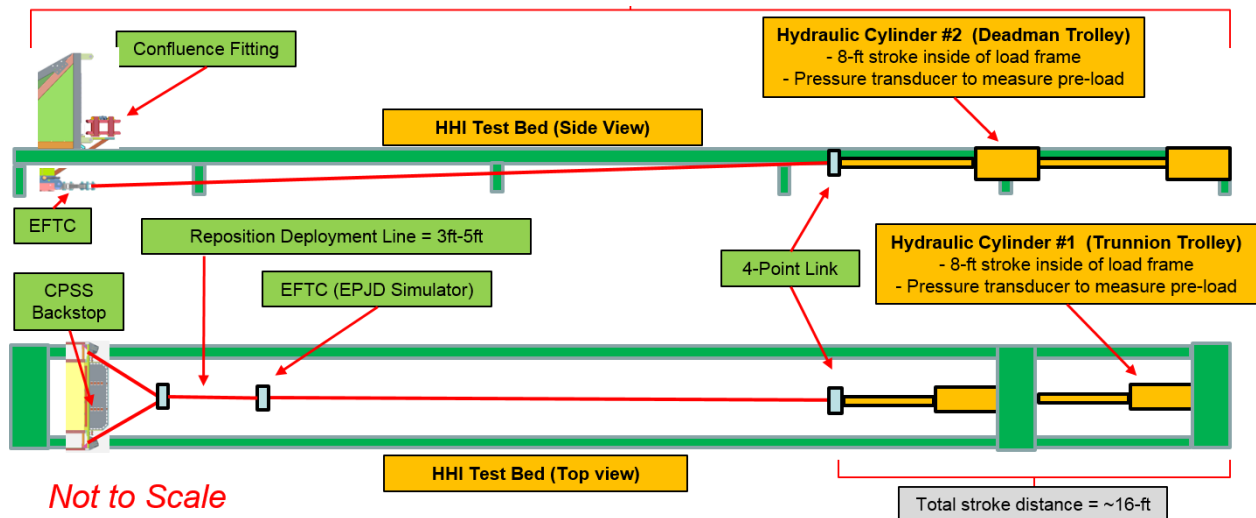 Confluence Fitting
Hydraulic Cylinder #2 (Deadman Trolley)
- 8-ft stroke inside of load frame
- Pressure transducer to measure pre-load
HHI Test Bed (Side View)
EFTC
Reposition Deployment Line = 3ft-5ft
Hydraulic Cylinder #1 (Trunnion Trolley)
- 8-ft stroke inside of load frame
- Pressure transducer to measure pre-load
4-Point Link
CPSS
Backstop
EFTC (EPJD Simulator)
HHI Test Bed (Top view)
Not to Scale
Total stroke distance = ~16-ft